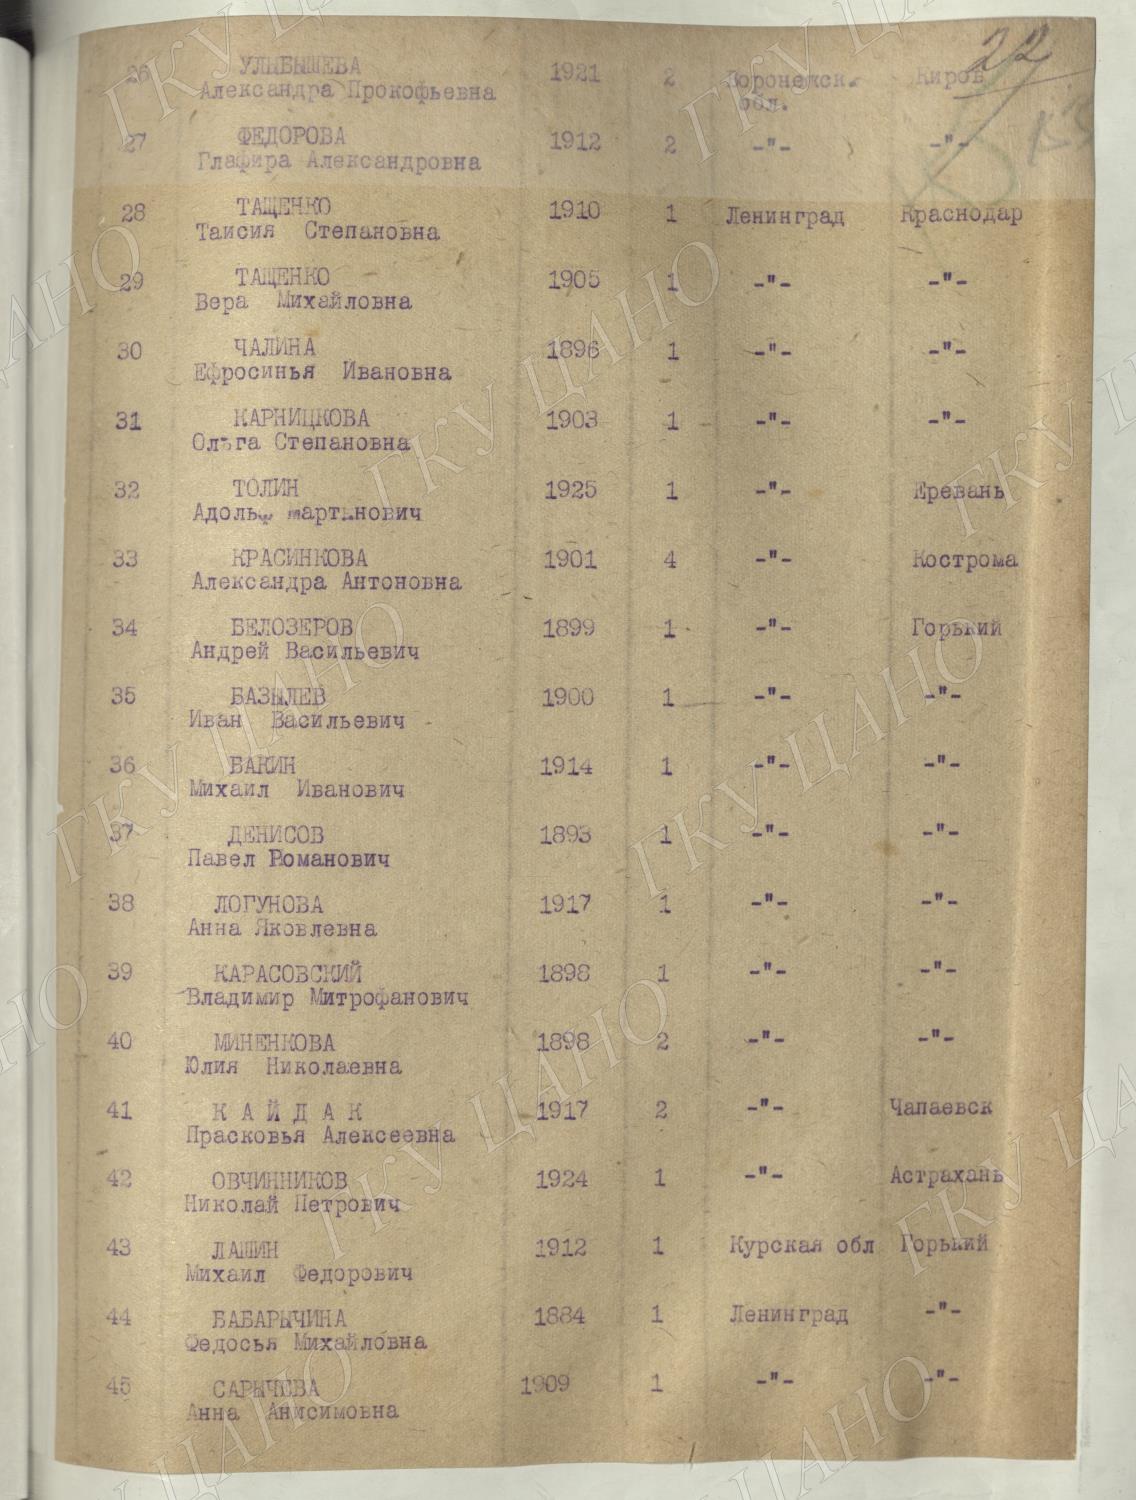 22
26 УЛЫБЫШЕВА 1921 2 Воронежск. Киров
Александра Прокофьевна обл.
27 ФЕДОРОВА 1912 2 -"- -"-
Глафира Александровна
28 ТАЩЕНКО 1910 1 Ленинград Краснодар
Таисия Степановна
29 ТАЩЕНКО 1905 1 -"- -"-
Вера Михайловна
30 ЧАЛИНА 1896 1 -"- -"-
Ефросинья Ивановна
31 КАРНИЦКОВА 1903 1 -"- -"-
Ольга Степановна
32 ТОЛИН 1925 1 -"- Еревань
Адольф Мартынович
33 КРАСИНКОВА 1901 4 -"- Кострома
Александра Антоновна
34 БЕЛОЗЕРОВ 1899 1 -"- Горький
Андрей Васильевич
35 БАЗЫЛЕВ 1900 1 -"- -"-
Иван Васильевич
36 БАКИН 1914 1 -"- -"-
Михаил Иванович
37 ДЕНИСОВ 1893 1 -"- -"-
Павел Романович
38 ЛОГУНОВА 1917 1 -"- -"-
Анна Яковлевна
39 КАРАСОВСКИЙ 1898 1 -"- -"-
Владимир Митрофанович
40 МИНЕНКОВА 1898 2 -"- -"-
Юлия Николаевна
41 К А Й Д А К 1917 2 -"- Чапаевск
Прасковья Алексеевна
42 ОВЧИННИКОВ 1924 1 -"- Астрахань
Николай Петрович
43 ЛАШИН 1912 1 Курская обл Горький
Михаил Федорович
44 БАБАРЫЧИНА 1884 1 Ленинград -"-
Федосья Михайловна
45 САРЫЧЕВА 1909 1 -"- -"-
Анна Анисимовна
ГКУ ЦАНО